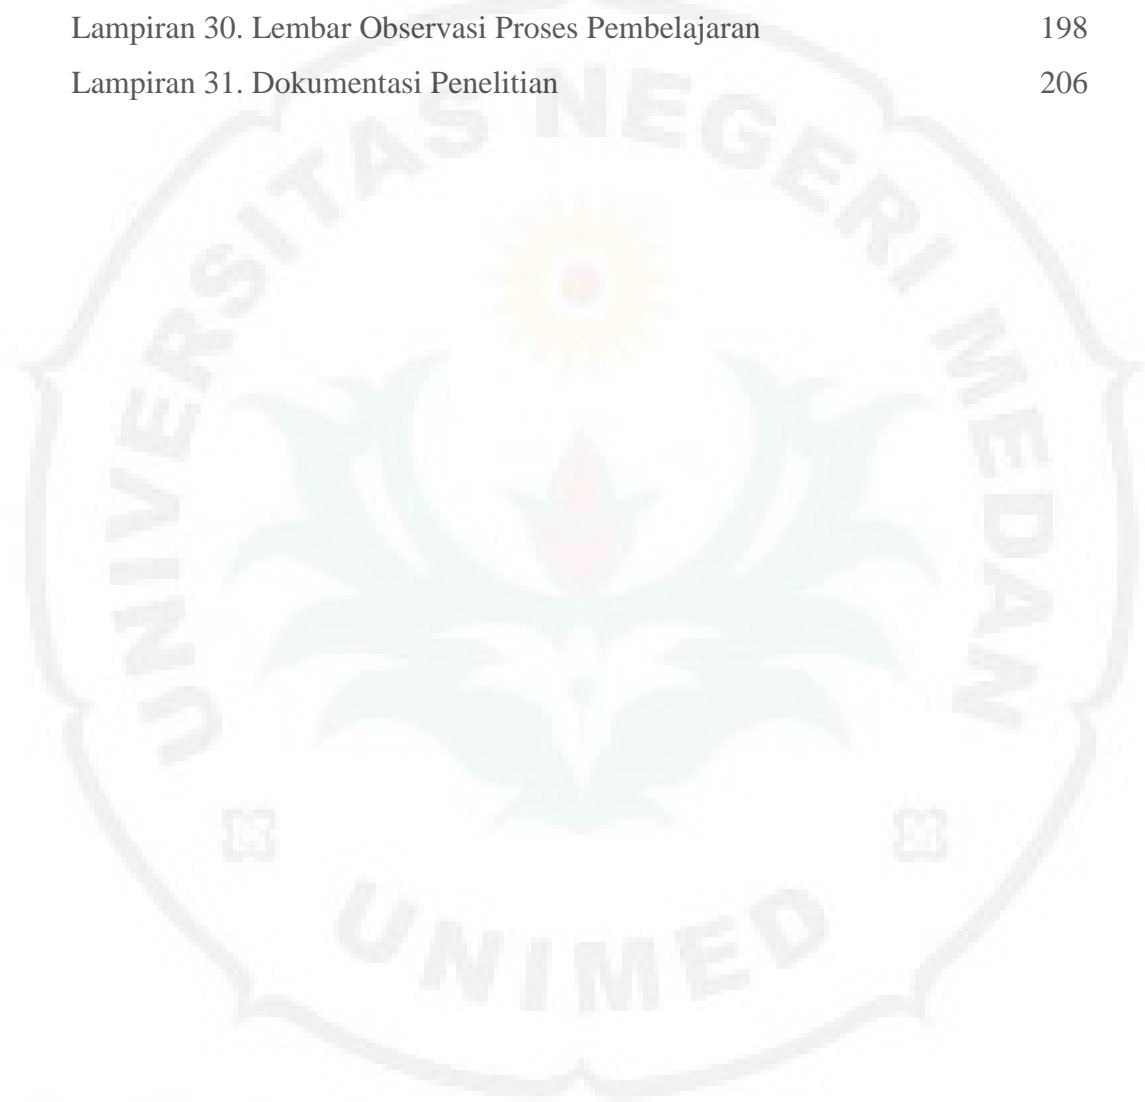 Lampiran 30. Lembar Observasi Proses Pembelajaran 198
Lampiran 31. Dokumentasi Penelitian 206
UNIVERSITAS NEGERI MEDAN
UNIMED